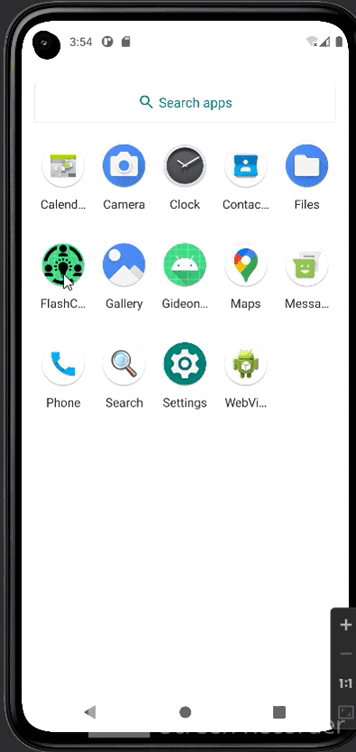 3:54
Search apps
Calend... Camera Clock Contac... Files
FlashC... Gallery Gideon... Maps Messa...
Phone Search Settings WebVi...
1:1
Screen Recorder